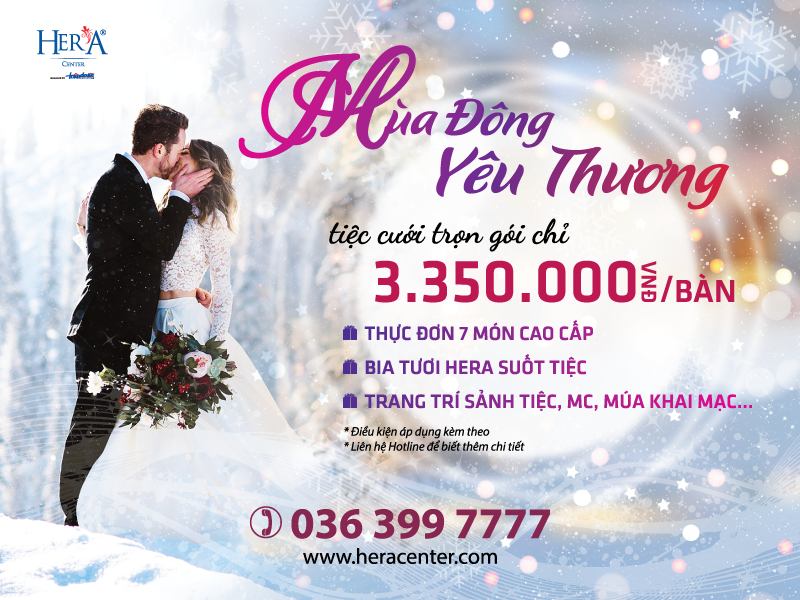 HERA®
CENTER
Mùa Đông
Yêu Thương
tiệc cưới trọn gói chỉ
3.350.000 VNĐ/BÀN
THỰC ĐƠN 7 MÓN CAO CẤP
BIA TƯƠI HERA SUỐT TIỆC
TRANG TRÍ SẢNH TIỆC, MC, MÚA KHAI MẠC...
* Điều kiện áp dụng kèm theo
* Liên hệ Hotline để biết thêm chi tiết
036 399 7777
www.heracenter.com